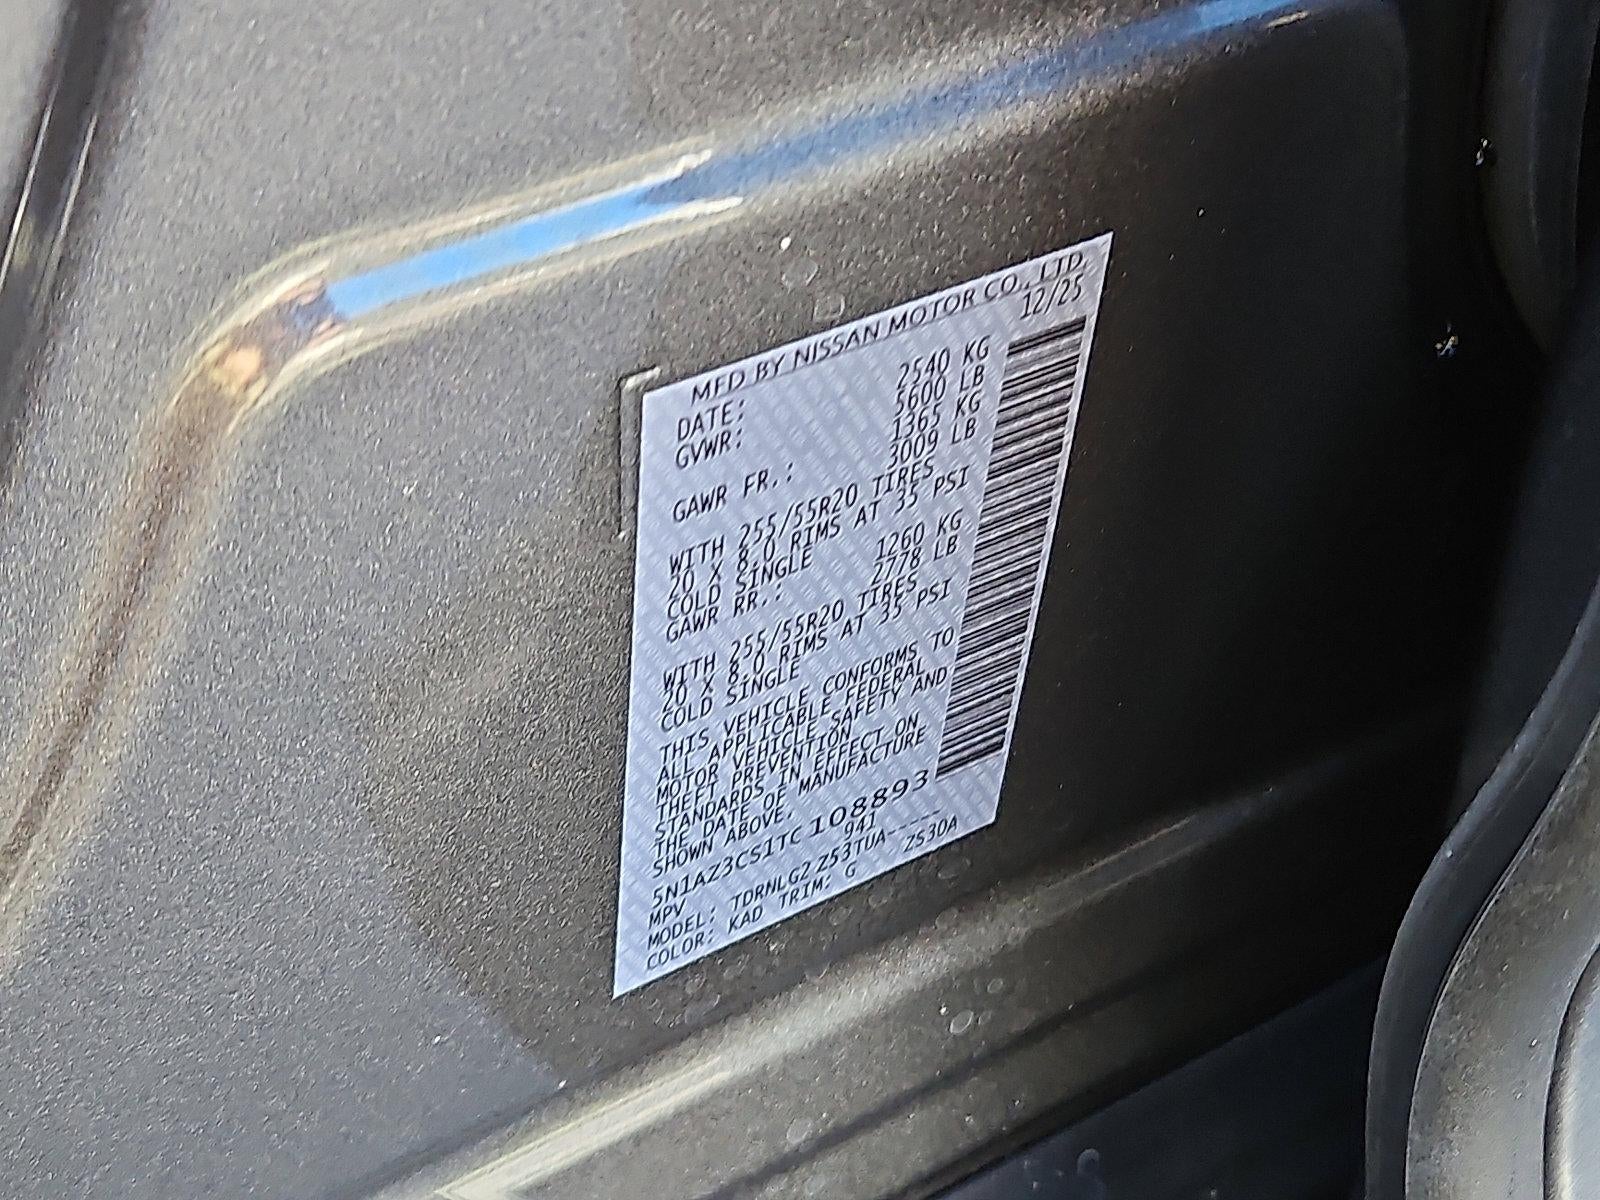 MFD BY NISSAN MOTOR CO., LTD.
DATE: 12/25
GVWR: 2540 KG
5600 LB
GAWR FR.: 1365 KG
3009 LB
WITH 255/55R20 TIRES
20 X 8.0 RIMS AT 35 PSI
COLD SINGLE
GAWR RR.: 1260 KG
2778 LB
WITH 255/55R20 TIRES
20 X 8.0 RIMS AT 35 PSI
COLD SINGLE
THIS VEHICLE CONFORMS TO
ALL APPLICABLE FEDERAL
MOTOR VEHICLE SAFETY AND
THEFT PREVENTION
STANDARDS IN EFFECT ON
THE DATE OF MANUFACTURE
SHOWN ABOVE.
5N1AZ3CS1TC108893
MPV 941
MODEL: TDRNLG2 Z53TUA-----
COLOR: KAD TRIM: G ZS30A